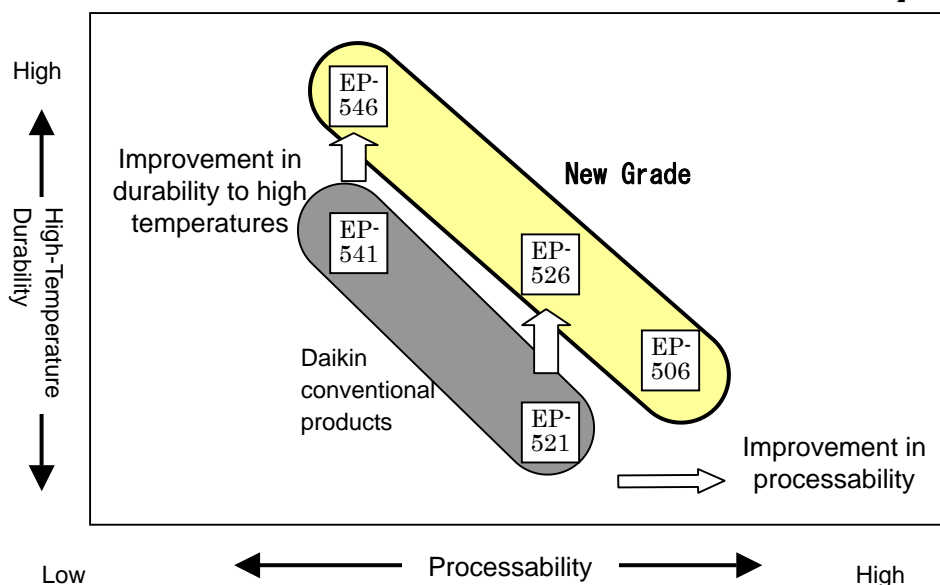 High
EP-
546
Improvement in
durability to high
temperatures
New Grade
High-Temperature
Durability
EP-
541
EP-
526
Daikin
conventional
products
EP-
506
EP-
521
Improvement in
processability
Low
Processability
High